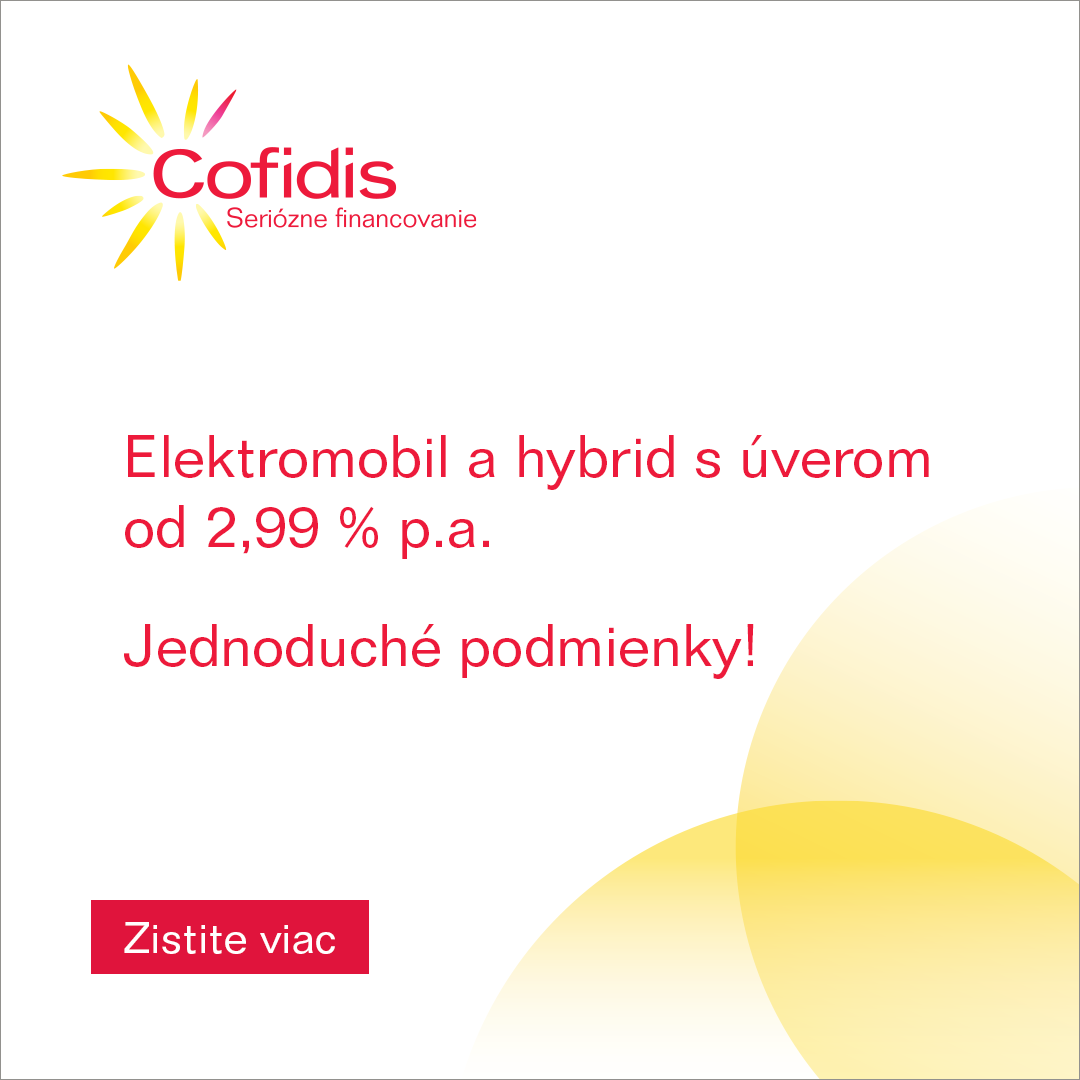 Cofidis
Seriózne financovanie
Elektromobil a hybrid s úverom
od 2,99 % p.a.
Jednoduché podmienky!
Zistite viac